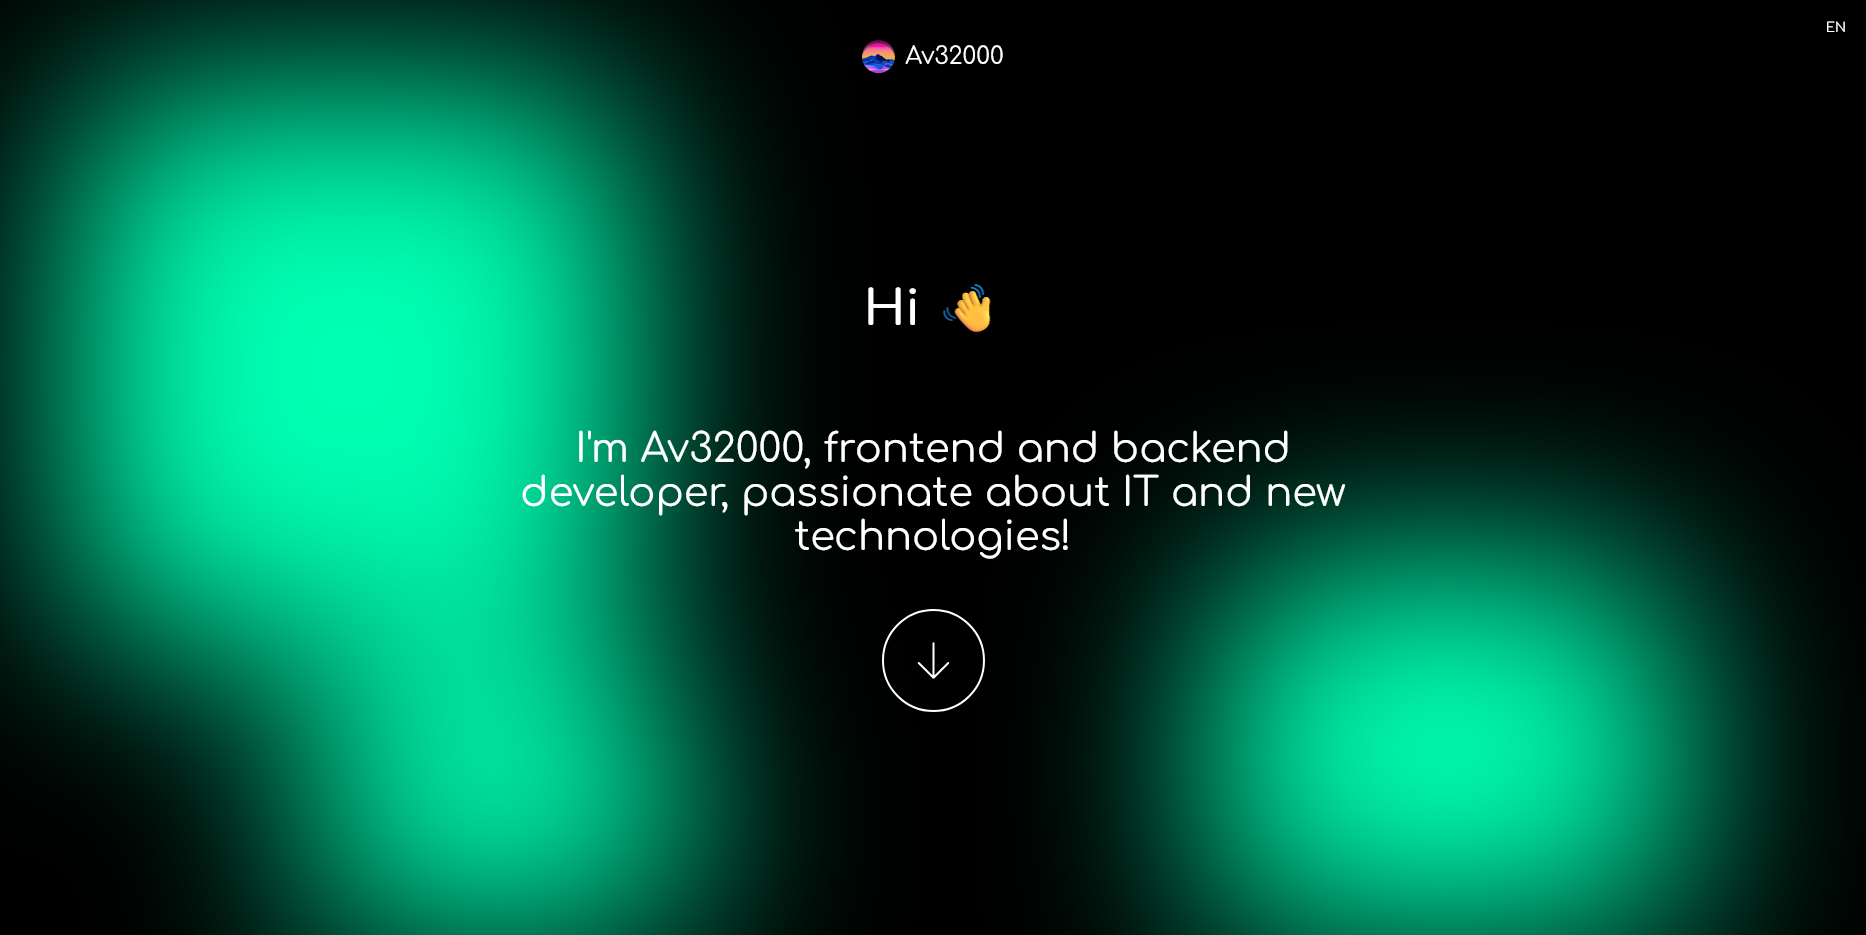 EN
Av32000
Hi 👋
I'm Av32000, frontend and backend
developer, passionate about IT and new
technologies!